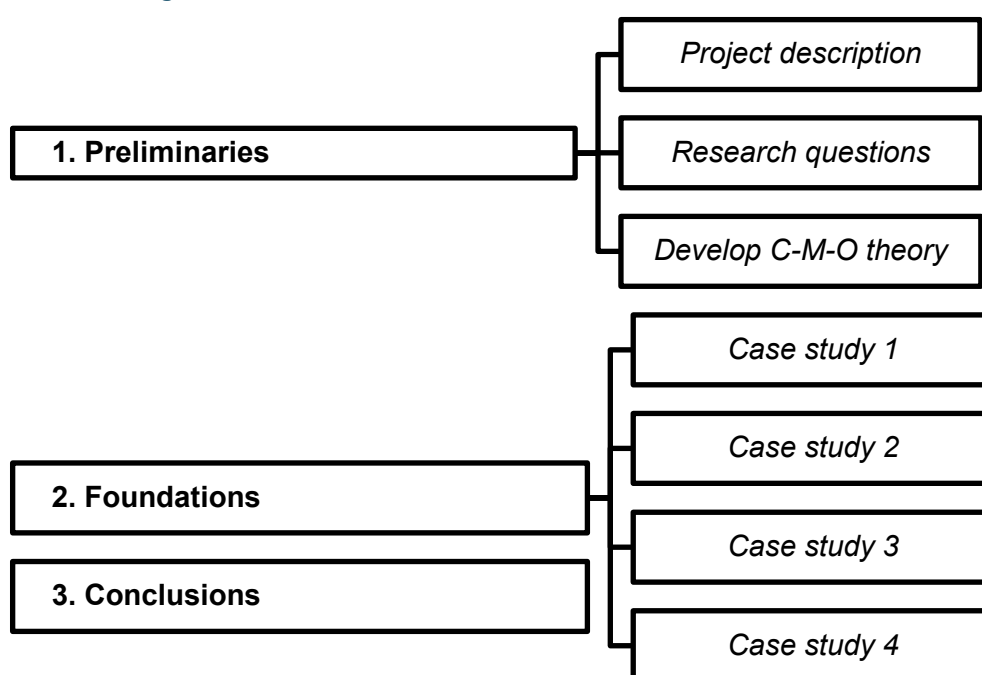 1. Preliminaries
Project description
Research questions
Develop C-M-O theory
2. Foundations
Case study 1
Case study 2
Case study 3
Case study 4
3. Conclusions